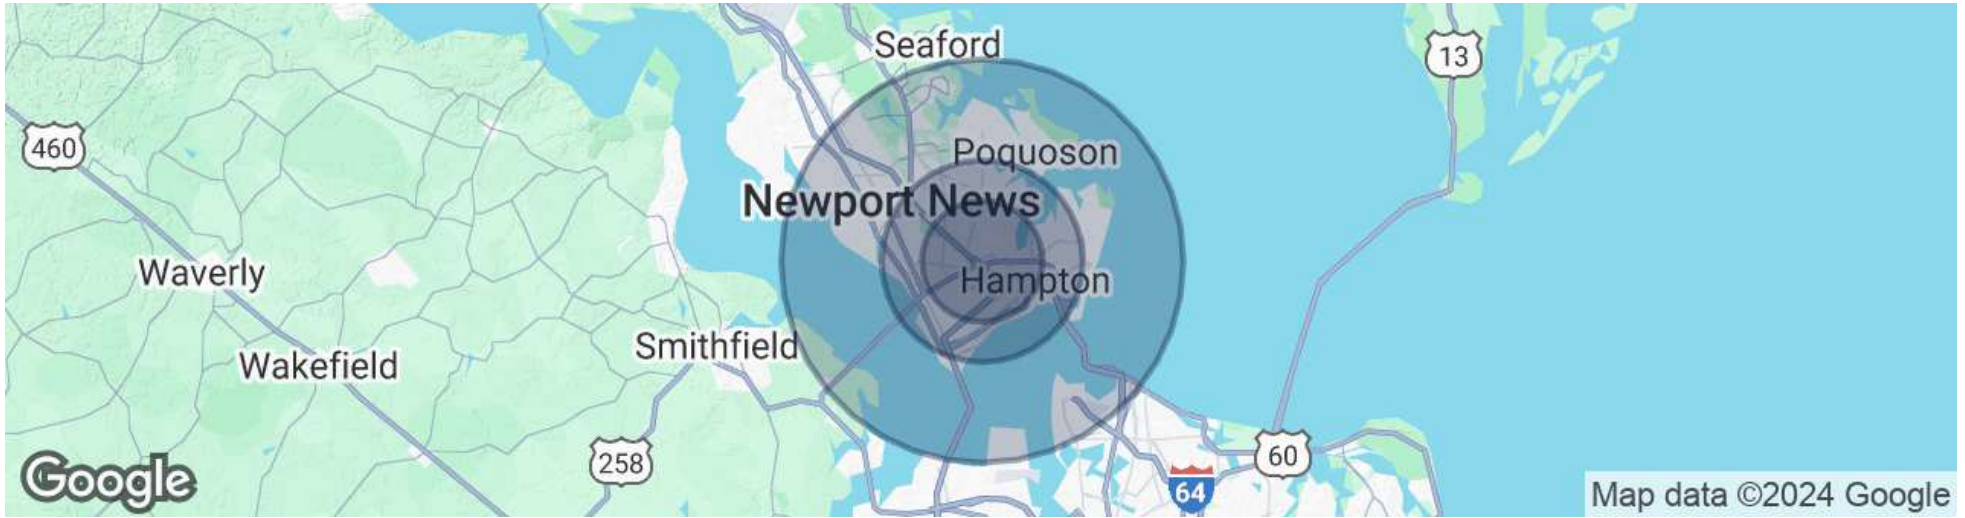 Seaford
13
460
Poquoson
Newport News
Waverly
Hampton
Smithfield
Wakefield
258
60
64
Google
Map data ©2024 Google